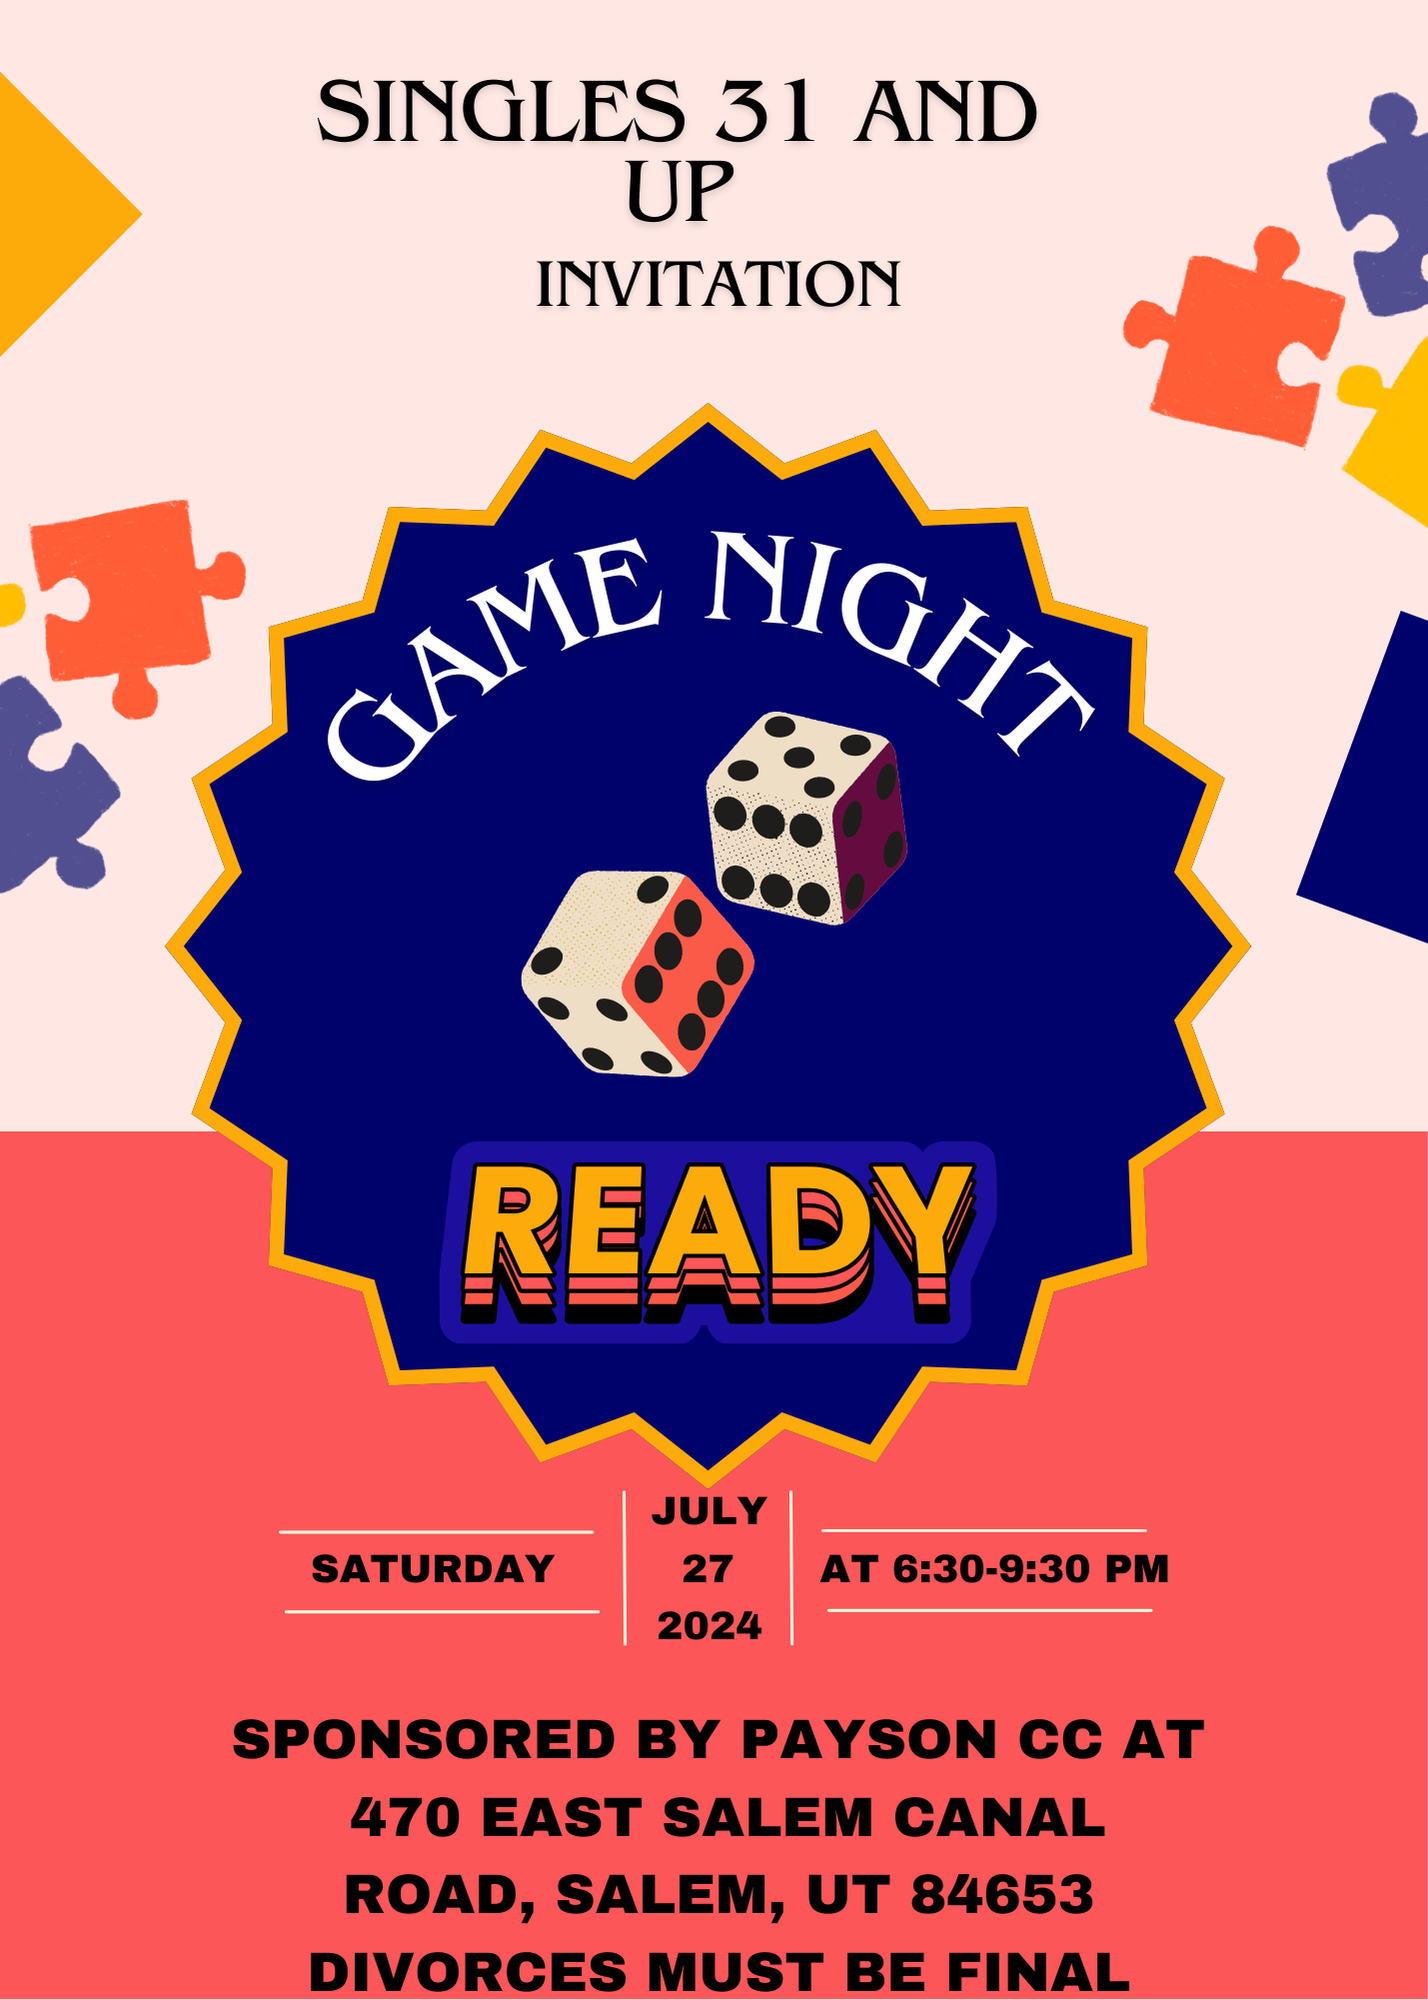 SINGLES 31 AND
UP
INVITATION
GAME NIGHT
READY
SATURDAY
JULY
27
2024
AT 6:30-9:30 PM
SPONSORED BY PAYSON CC AT
470 EAST SALEM CANAL
ROAD, SALEM, UT 84653
DIVORCES MUST BE FINAL